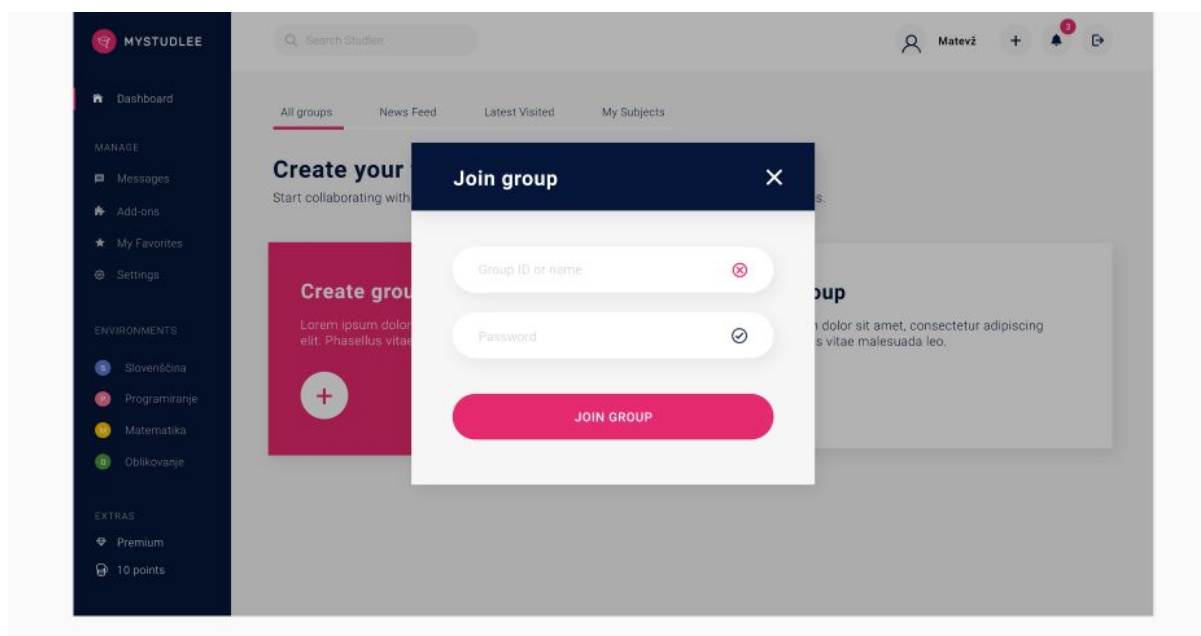 MYSTUDLEE
Search Studlee
Matevž
3
Dashboard
MANAGE
Messages
Add-ons
My Favorites
Settings
ENVIRONMENTS
S Slovenščina
P Programiranje
M Matematika
O Oblikovanje
EXTRAS
Premium
10 points
All groups News Feed Latest Visited My Subjects
Create your
Start collaborating with
s.
Create grou
Lorem ipsum dolor
elit. Phasellus vitae
oup
dolor sit amet, consectetur adipiscing
s vitae malesuada leo.
Join group
Group ID or name
Password
JOIN GROUP